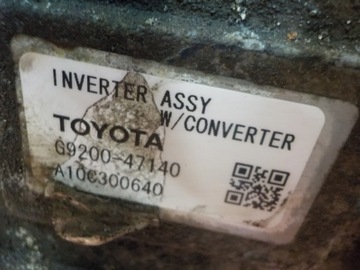 INVERTER ASSY
W/CONVERTER
TOYOTA
G9200-47140
A10C300640